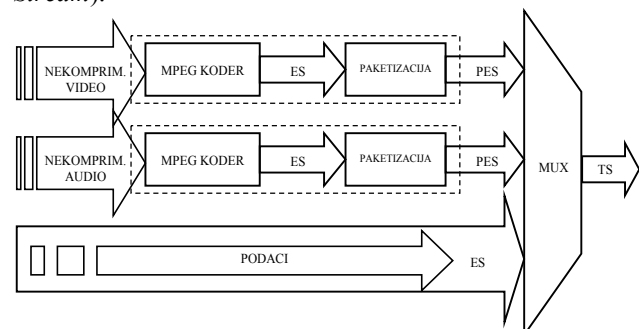 Stream).
NEKOMPRIM.
VIDEO
MPEG KODER
ES
PAKETIZACIJA
PES
NEKOMPRIM.
AUDIO
MPEG KODER
ES
PAKETIZACIJA
PES
MUX
TS
PODACI
ES